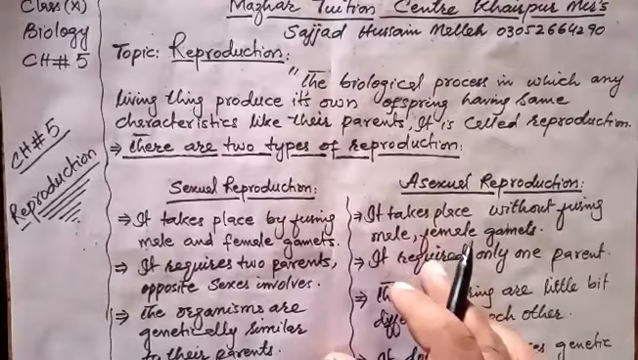 Class (X)
Biology
CH# 5
Mazhar Tuition Centre Khairpur Mir's
Sajjad Hussain Mellah 03052664290
Topic: Reproduction:
"The biological process in which any
living thing produce its own offspring having same
characteristics like their parents, It is Called reproduction.
⇒ There are two types of reproduction:
CH# 5
Reproduction
Sexual Reproduction:
⇒ It takes place by fusing
male and female gamets.
⇒ It requires two parents,
opposite sexes involves.
⇒ the organisms are
genetically similar
to their parents.
Asexual Reproduction:
⇒ It takes place without fusing
male, female gamets.
⇒ It required only one parent.
⇒ are little bit
each other.
genetic